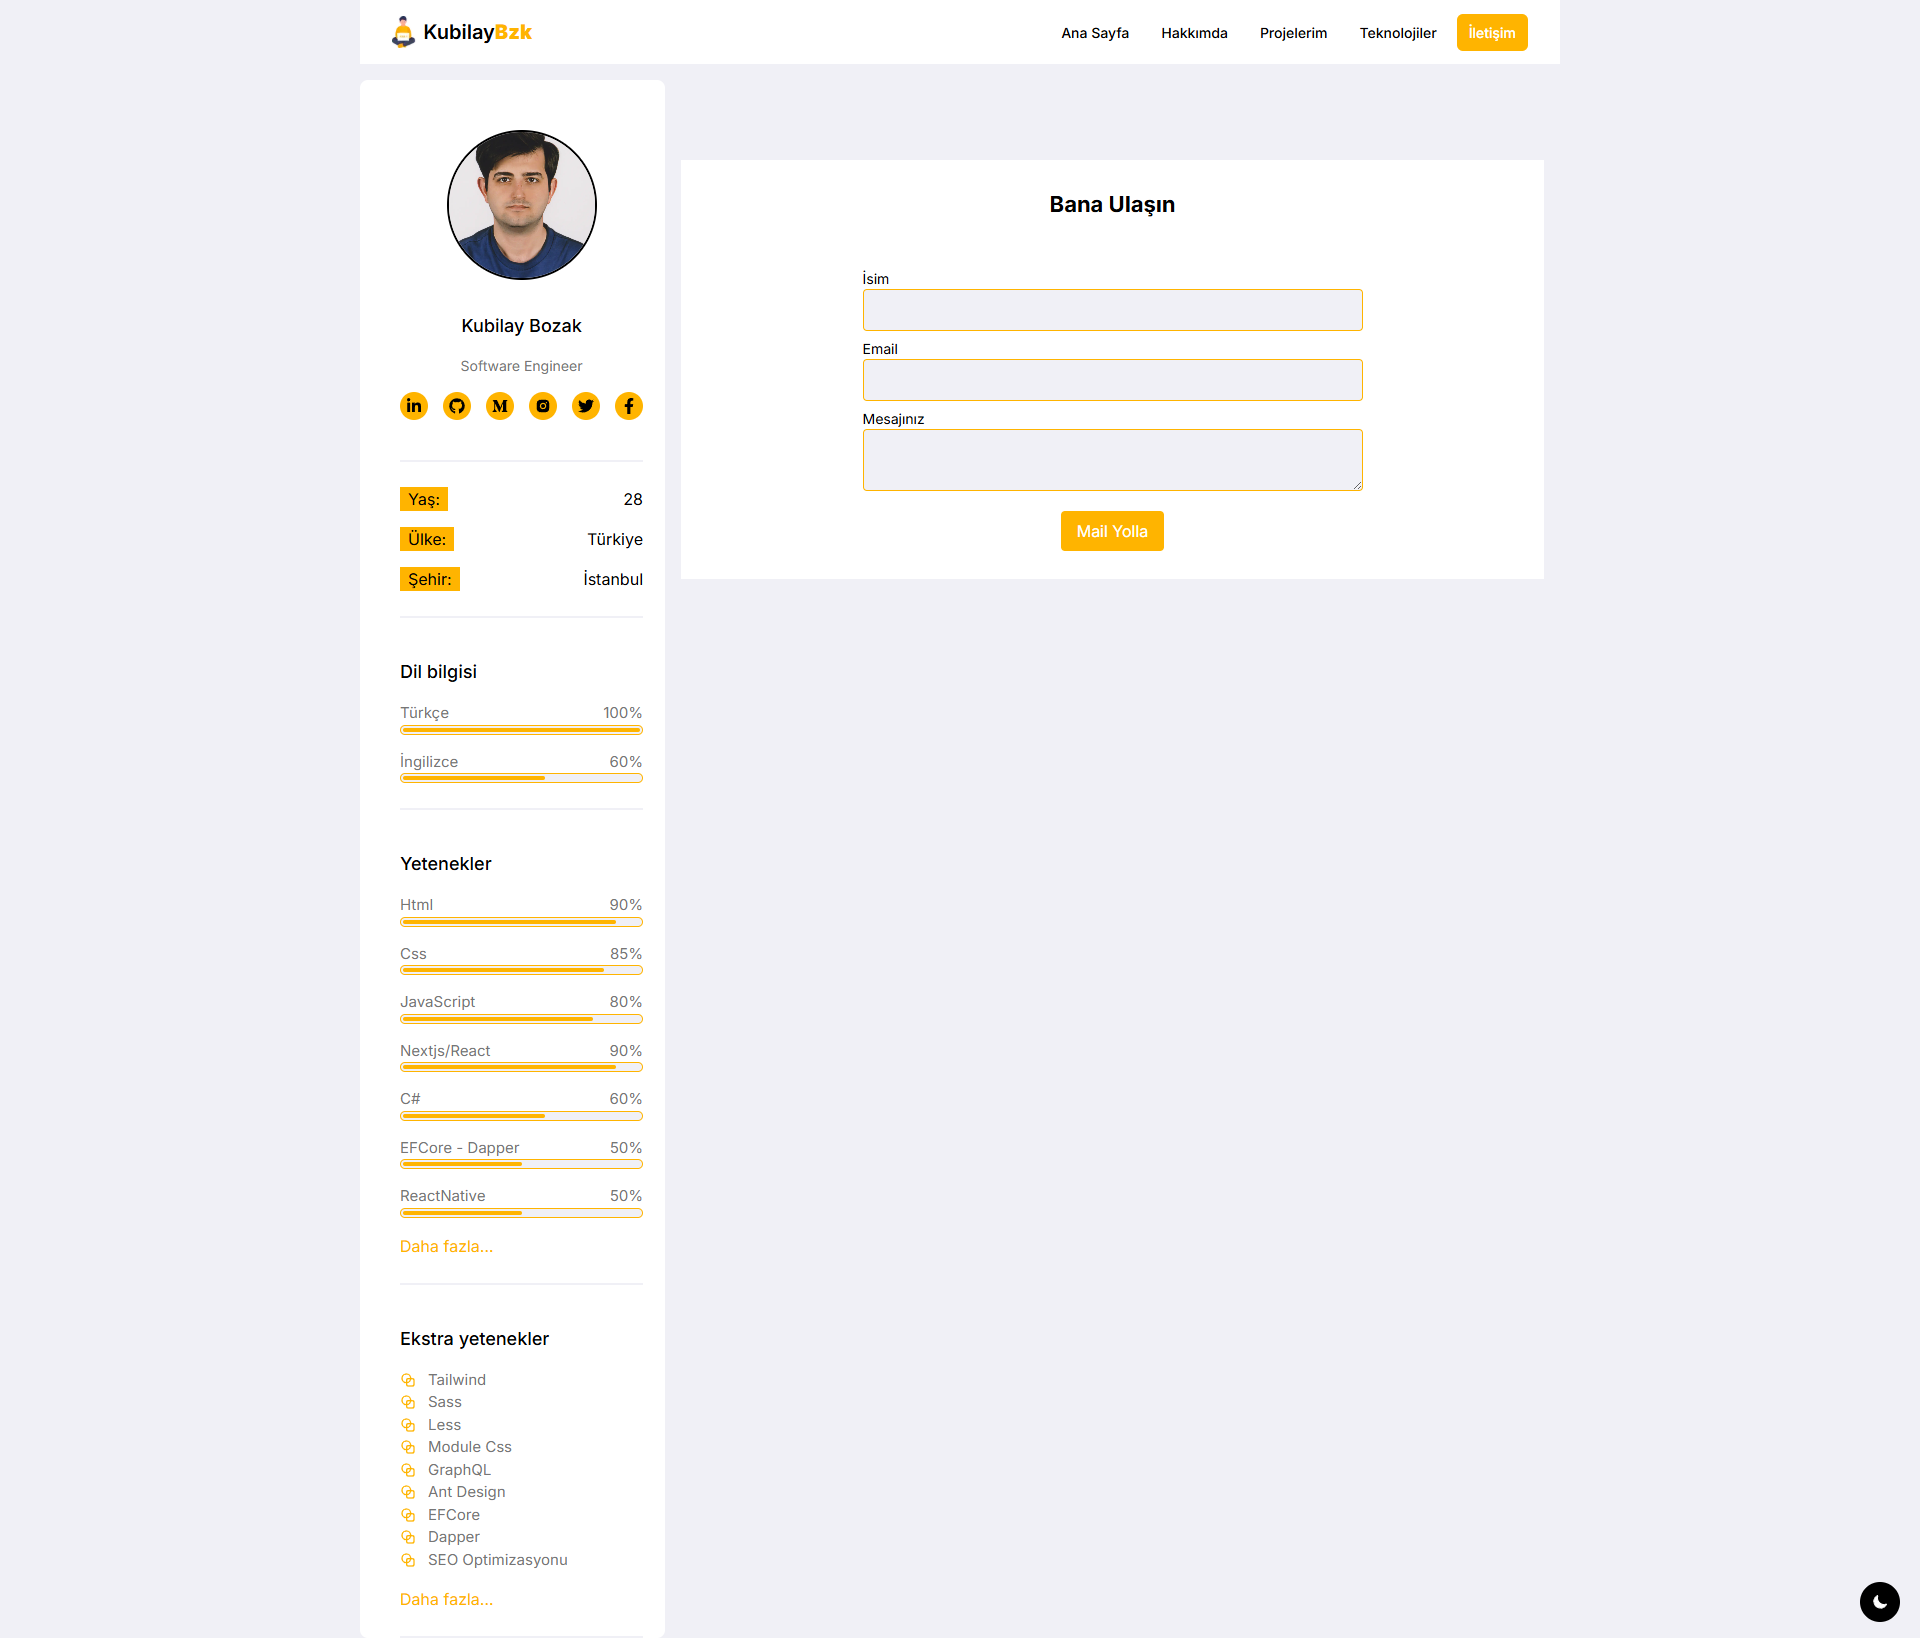 KubilayBzk
Ana Sayfa Hakkımda Projelerim Teknolojiler İletişim
Kubilay Bozak
Software Engineer
Yaş: 28
Ülke: Türkiye
Şehir: İstanbul
Dil bilgisi
Türkçe 100%
İngilizce 60%
Yetenekler
Html 90%
Css 85%
JavaScript 80%
Nextjs/React 90%
C# 60%
EFCore - Dapper 50%
ReactNative 50%
Daha fazla...
Ekstra yetenekler
Tailwind
Sass
Less
Module Css
GraphQL
Ant Design
EFCore
Dapper
SEO Optimizasyonu
Daha fazla...
Bana Ulaşın
İsim
Email
Mesajınız
Mail Yolla